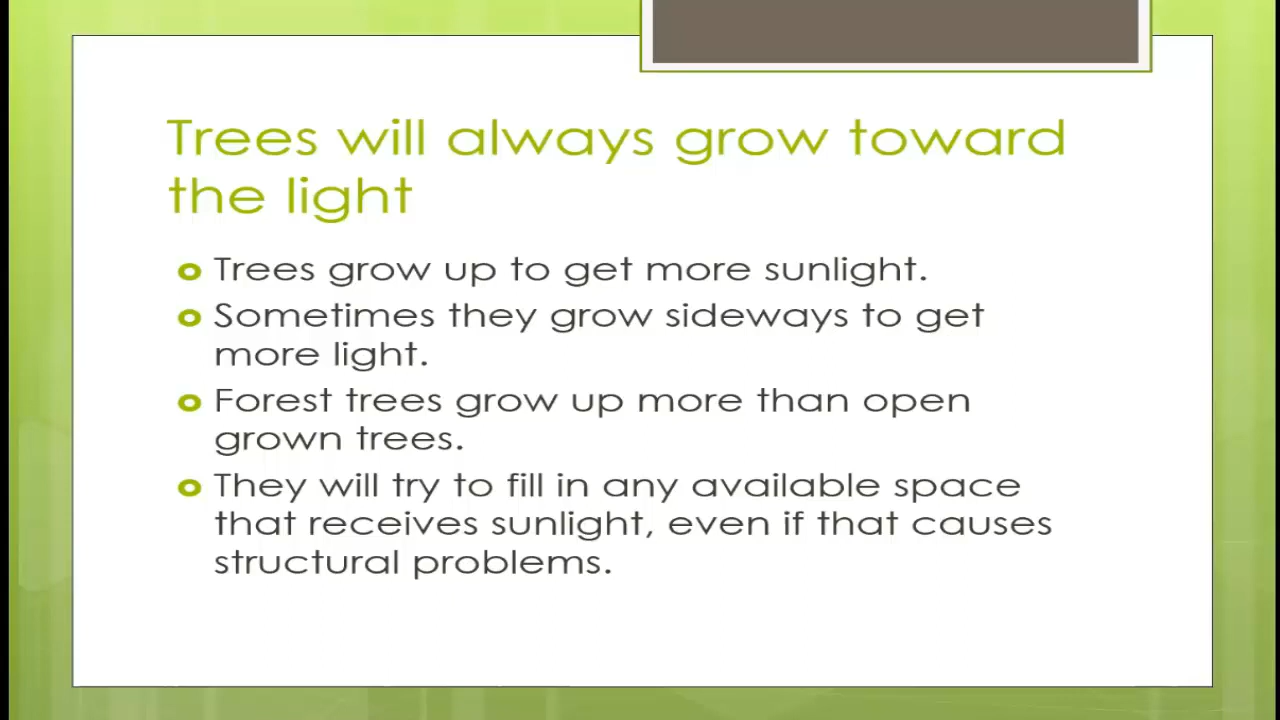 Trees will always grow toward
the light
Trees grow up to get more sunlight.
Sometimes they grow sideways to get
more light.
Forest trees grow up more than open
grown trees.
They will try to fill in any available space
that receives sunlight, even if that causes
structural problems.